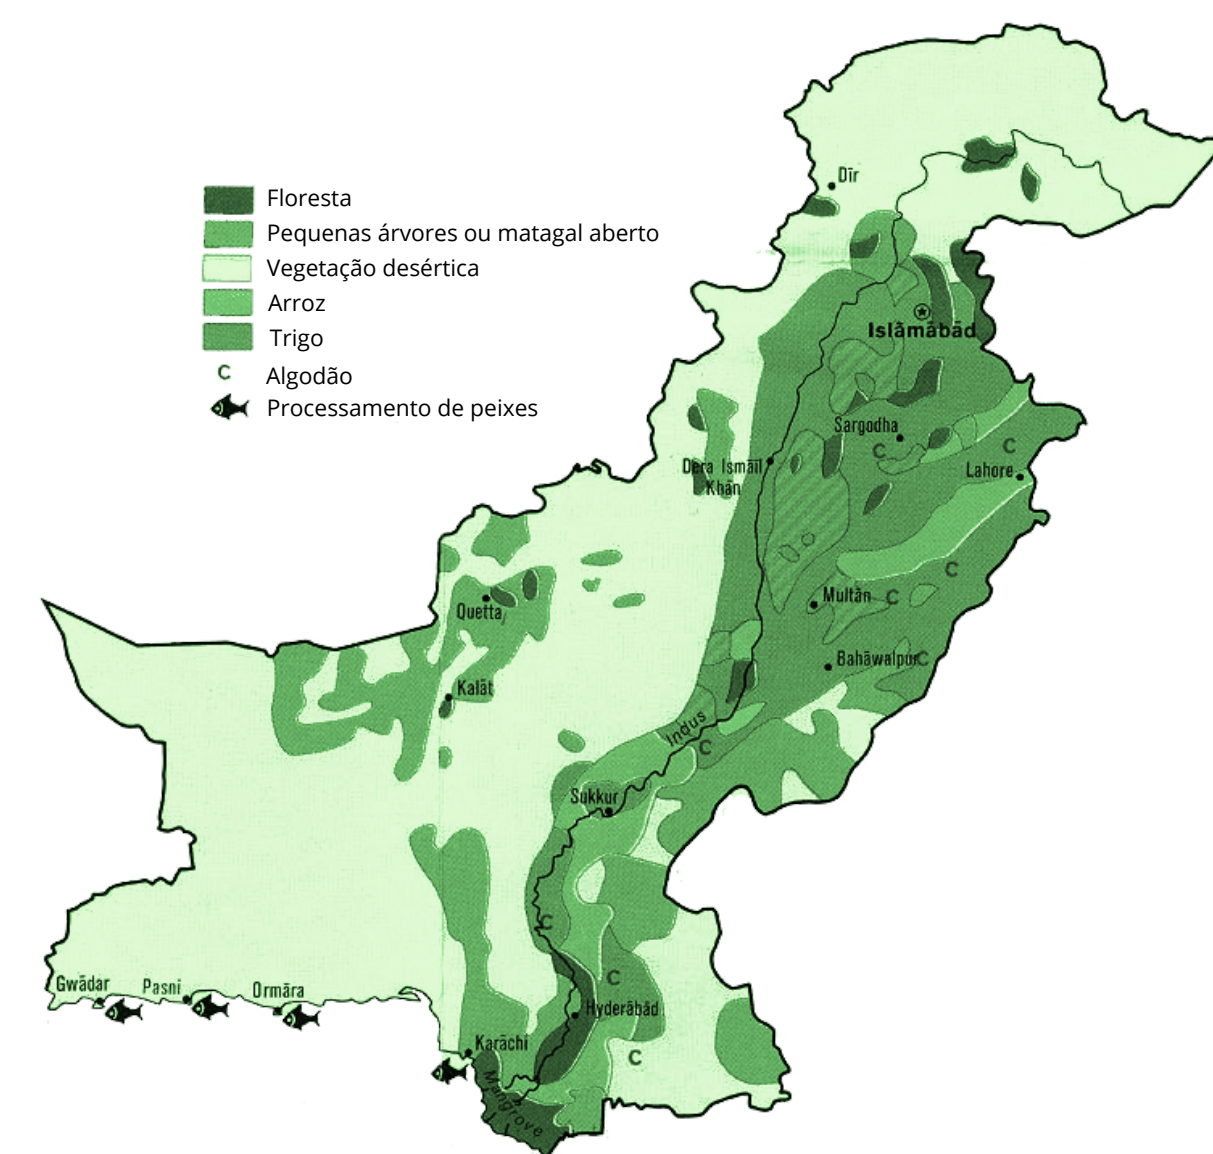 Floresta
Pequenas árvores ou matagal aberto
Vegetação desértica
Arroz
Trigo
C Algodão
Processamento de peixes
Dīr
Islāmābād
Sargodha
C
C
Lahore
Dera Ismāīl
Khān
C
Multān
C
Quetta
Bahāwalpur
C
Kalāt
Indus
C
Sukkur
C
C
Gwādar
Pasni
Ormāra
Hyderābād
Karāchi
C
Mangrove